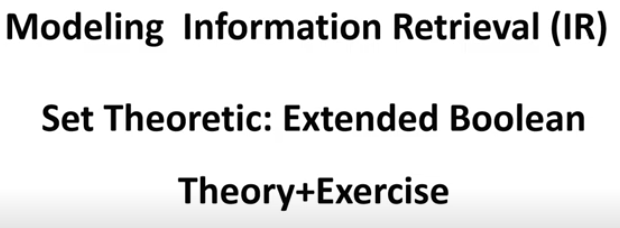 Modeling Information Retrieval (IR)
Set Theoretic: Extended Boolean
Theory+Exercise